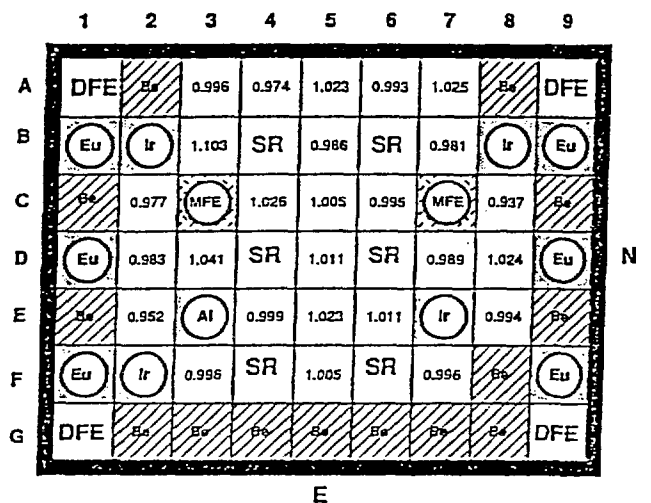 1 2 3 4 5 6 7 8 9
A DFE Be 0.996 0.974 1.023 0.993 1.025 Be DFE
B Eu Ir 1.103 SR 0.986 SR 0.981 Ir Eu
C Be 0.977 MFE 1.026 1.005 0.995 MFE 0.937 Be
D Eu 0.983 1.041 SR 1.011 SR 0.989 1.024 Eu N
E Be 0.952 Al 0.999 1.023 1.011 Ir 0.994 Be
F Eu Ir 0.996 SR 1.005 SR 0.996 Be Eu
G DFE Be Be Be Be Be Be Be DFE
E